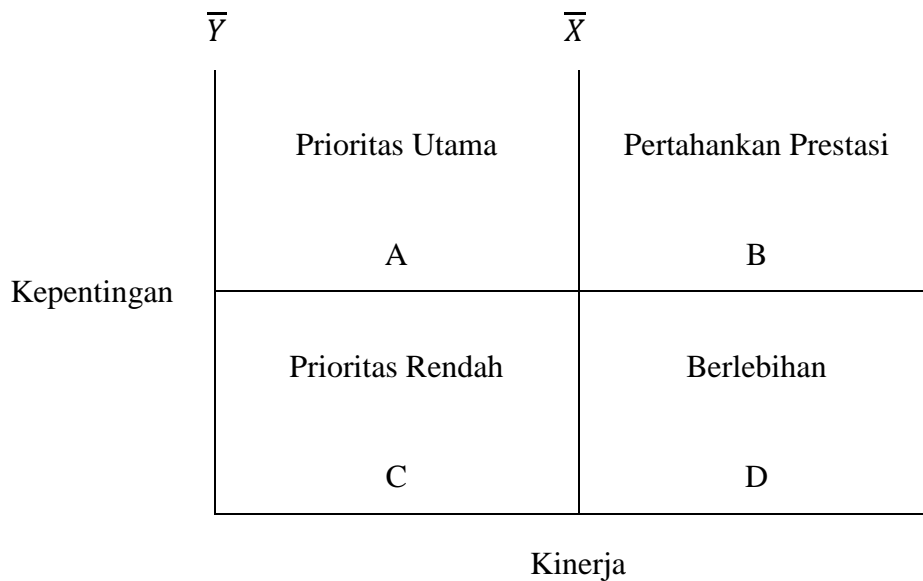 Y̅
X̅
Prioritas Utama
Pertahankan Prestasi
A
B
Kepentingan
Prioritas Rendah
Berlebihan
C
D
Kinerja